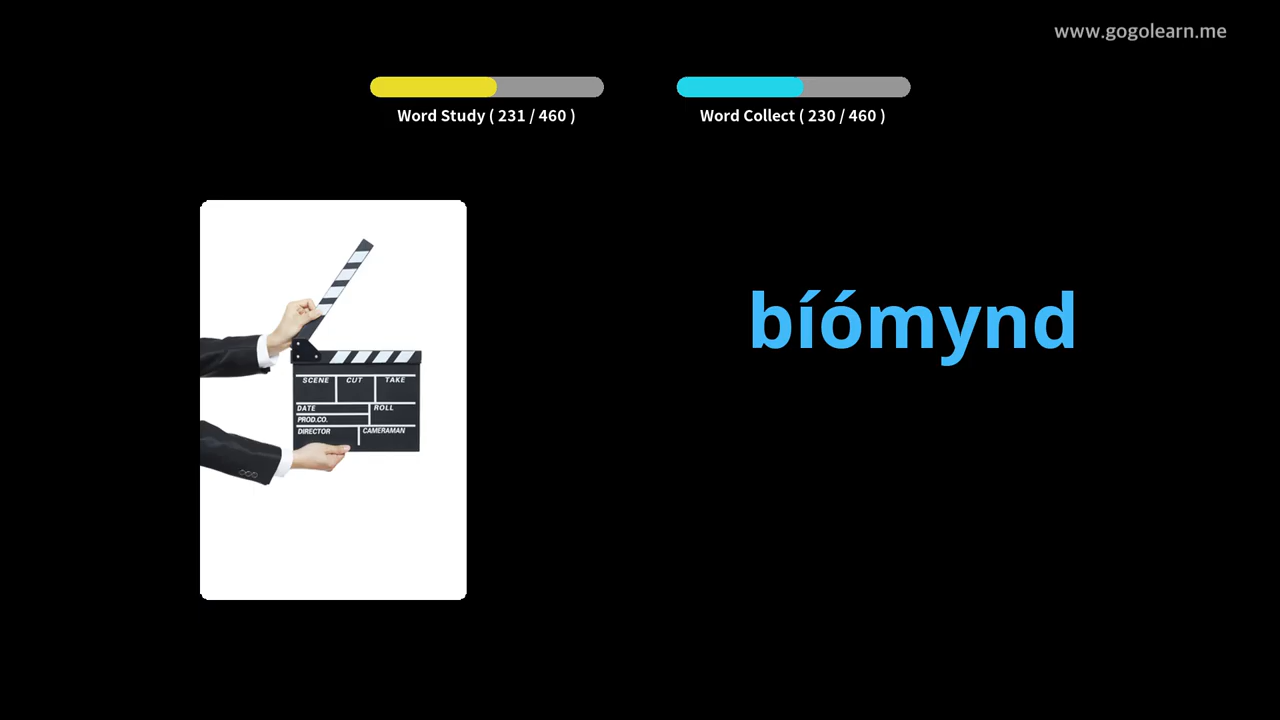 www.gogolearn.me
Word Study ( 231 / 460 )
Word Collect ( 230 / 460 )
bíómynd
SCENE CUT TAKE
DATE ROLL
PROD.CO.
DIRECTOR CAMERAMAN